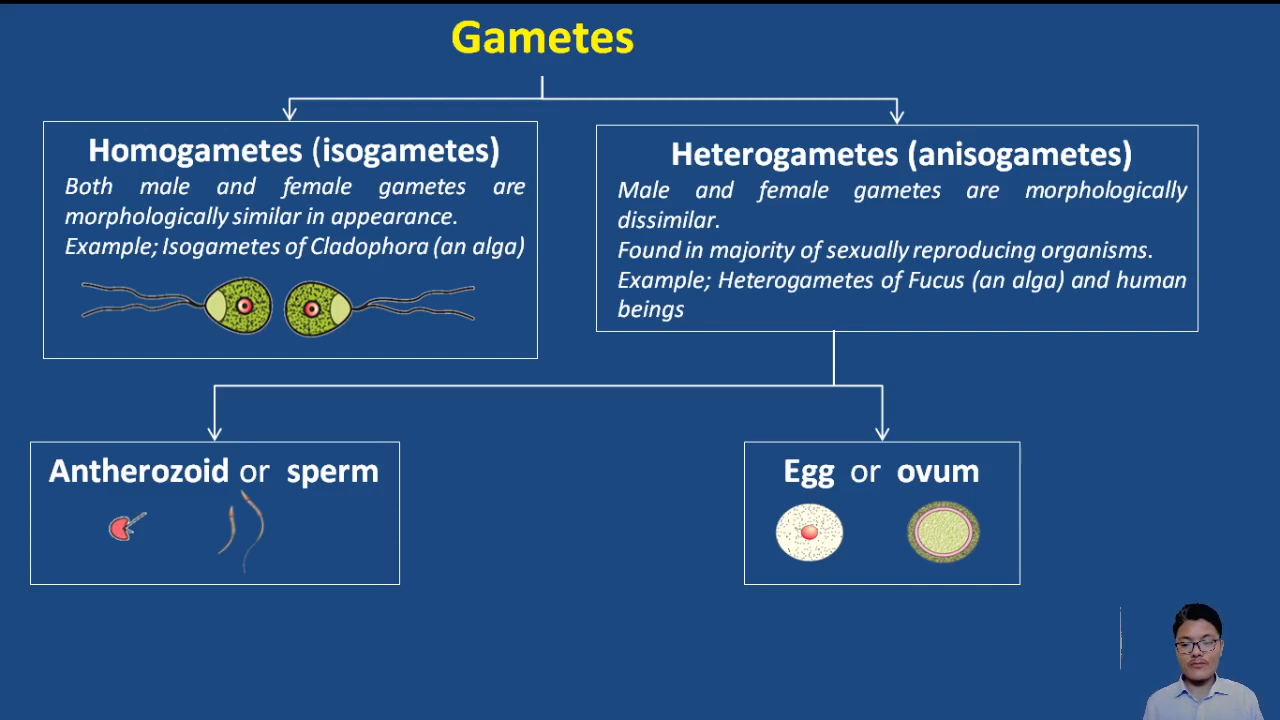 Gametes
Homogametes (isogametes)
Both male and female gametes are
morphologically similar in appearance.
Example; Isogametes of Cladophora (an alga)
Heterogametes (anisogametes)
Male and female gametes are morphologically
dissimilar.
Found in majority of sexually reproducing organisms.
Example; Heterogametes of Fucus (an alga) and human
beings
Antherozoid or sperm
Egg or ovum